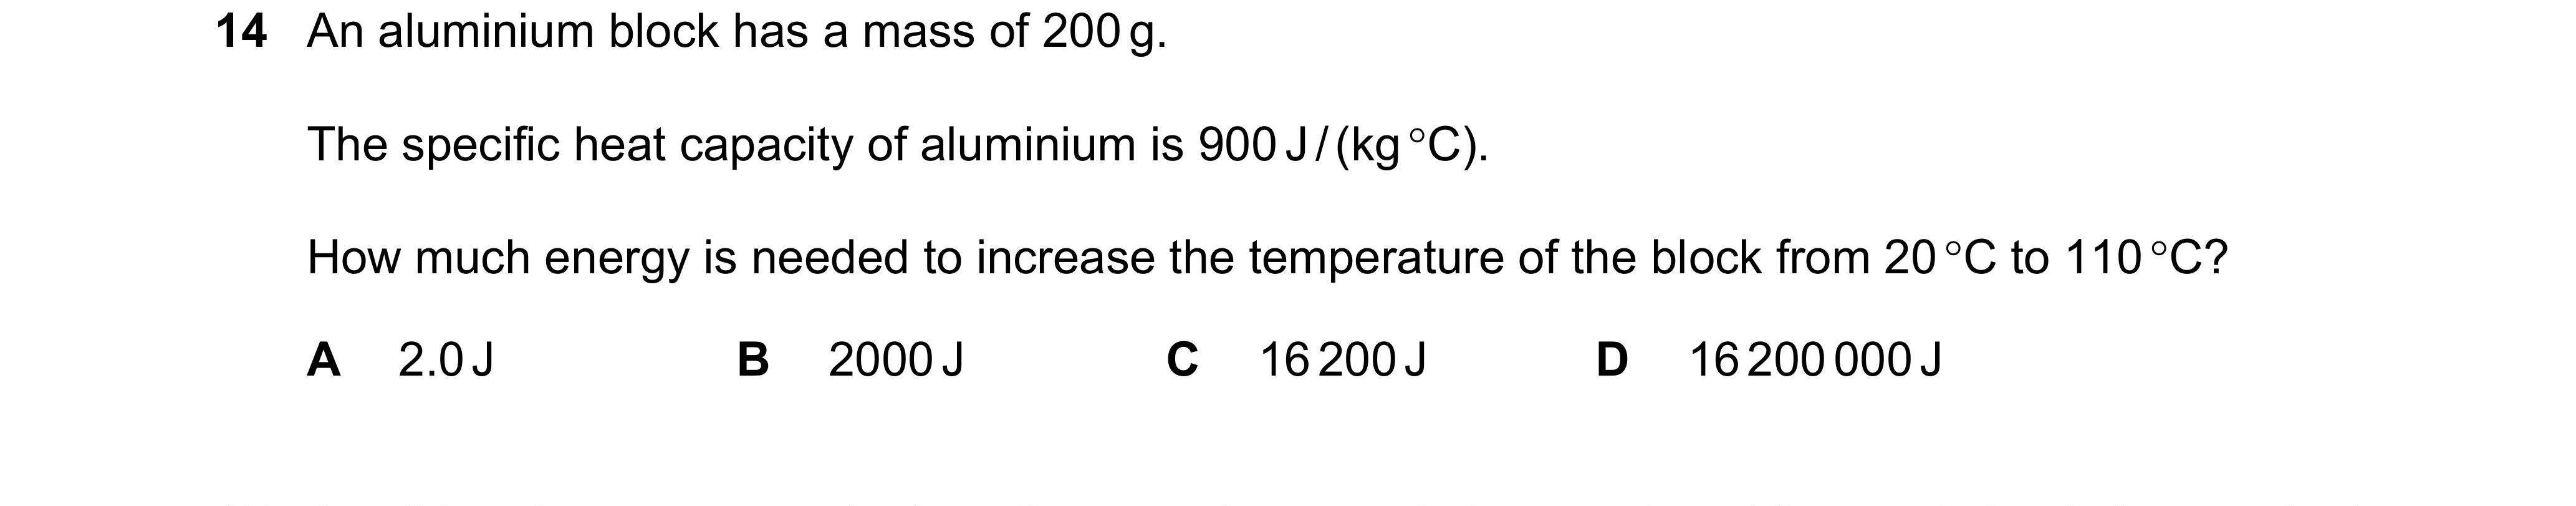 14 An aluminium block has a mass of 200 g.
The specific heat capacity of aluminium is 900 J / (kg °C).
How much energy is needed to increase the temperature of the block from 20 °C to 110 °C?
A 2.0 J B 2000 J C 16 200 J D 16 200 000 J